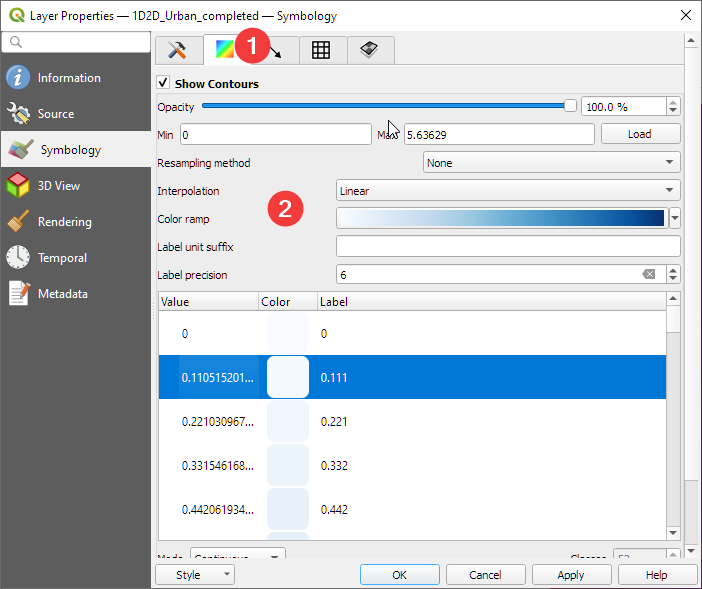 Layer Properties — 1D2D_Urban_completed — Symbology
1
Information
Source
Symbology
3D View
Rendering
Temporal
Metadata
Show Contours
Opacity 100.0 %
Min 0 Max 5.63629 Load
Resampling method None
Interpolation Linear
2
Color ramp
Label unit suffix
Label precision 6
Value Color Label
0 0
0.110515201... 0.111
0.221030967... 0.221
0.331546168... 0.332
0.442061934... 0.442
Mode Continuous Classes 52
Style OK Cancel Apply Help